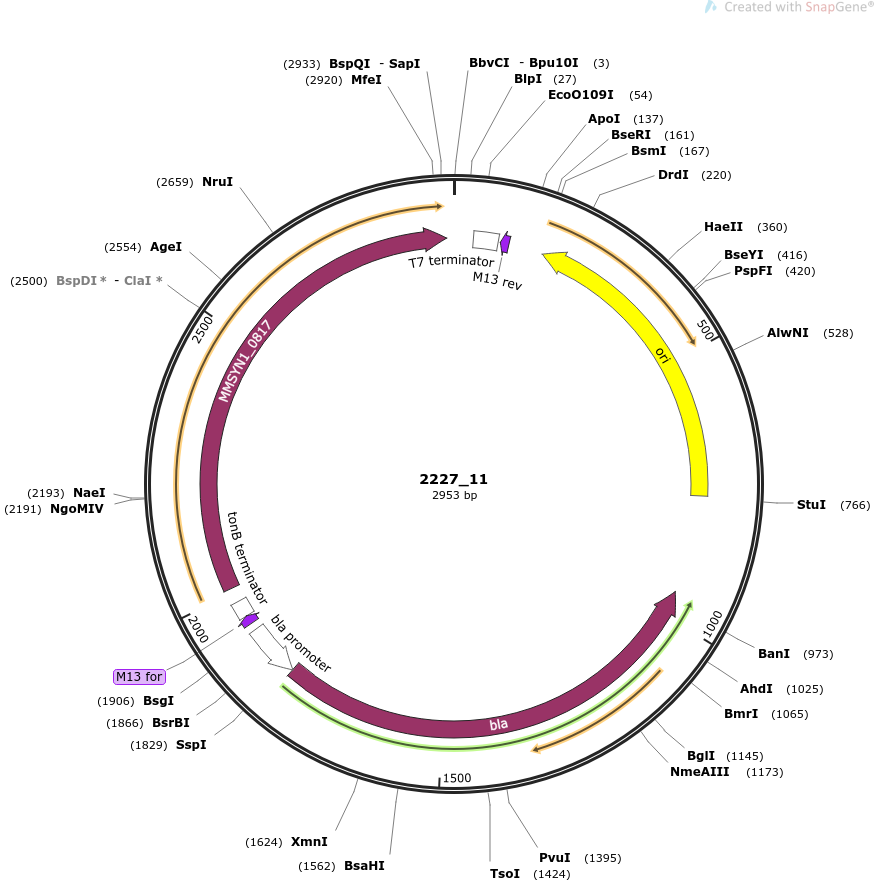 Created with SnapGene®
(2933) BspQI - SapI
(2920) MfeI
BbvCI - Bpu10I (3)
BlpI (27)
EcoO109I (54)
ApoI (137)
BseRI (161)
BsmI (167)
DrdI (220)
HaeII (360)
BseYI (416)
PspFI (420)
AlwNI (528)
StuI (766)
BanI (973)
AhdI (1025)
BmrI (1065)
BglI (1145)
NmeAIII (1173)
PvuI (1395)
TsoI (1424)
(1562) BsaHI
(1624) XmnI
(1829) SspI
(1866) BsrBI
(1906) BsgI
M13 for
(2191) NgoMIV
(2193) NaeI
(2500) BspDI * - ClaI *
(2554) AgeI
(2659) NruI
T7 terminator
M13 rev
ori
500
1000
1500
2000
2500
MMSYN1_0817
tonB terminator
bla promoter
bla
2227_11
2953 bp